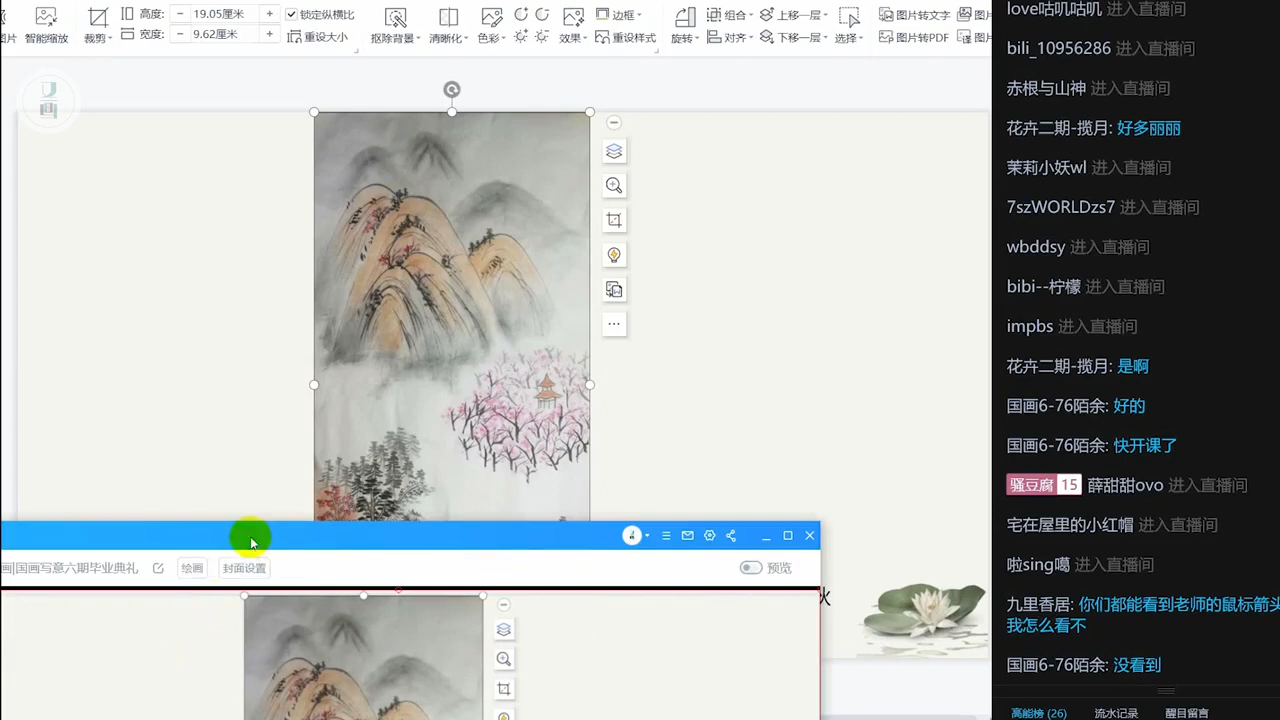 高度: - 19.05厘米 + 锁定纵横比 边框 组合 上移一层 图片转文字 图片
图片 智能缩放 裁剪 宽度: - 9.62厘米 + 重设大小 抠除背景 清晰化 色彩 效果 重设样式 旋转 对齐 下移一层 选择 图片转PDF 图
love咕叽咕叽 进入直播间
bili_10956286 进入直播间
赤根与山神 进入直播间
花卉二期-揽月: 好多丽丽
茉莉小妖wl 进入直播间
7szWORLDzs7 进入直播间
wbddsy 进入直播间
bibi--柠檬 进入直播间
impbs 进入直播间
花卉二期-揽月: 是啊
国画6-76陌余: 好的
国画6-76陌余: 快开课了
骚豆腐 15 薛甜甜ovo 进入直播间
宅在屋里的小红帽 进入直播间
啦sing噶 进入直播间
九里香居: 你们都能看到老师的鼠标箭头
我怎么看不
国画6-76陌余: 没看到
高能榜 (26) 流水记录 醒目留言
画|国画写意六期毕业典礼 绘画 封面设置 预览